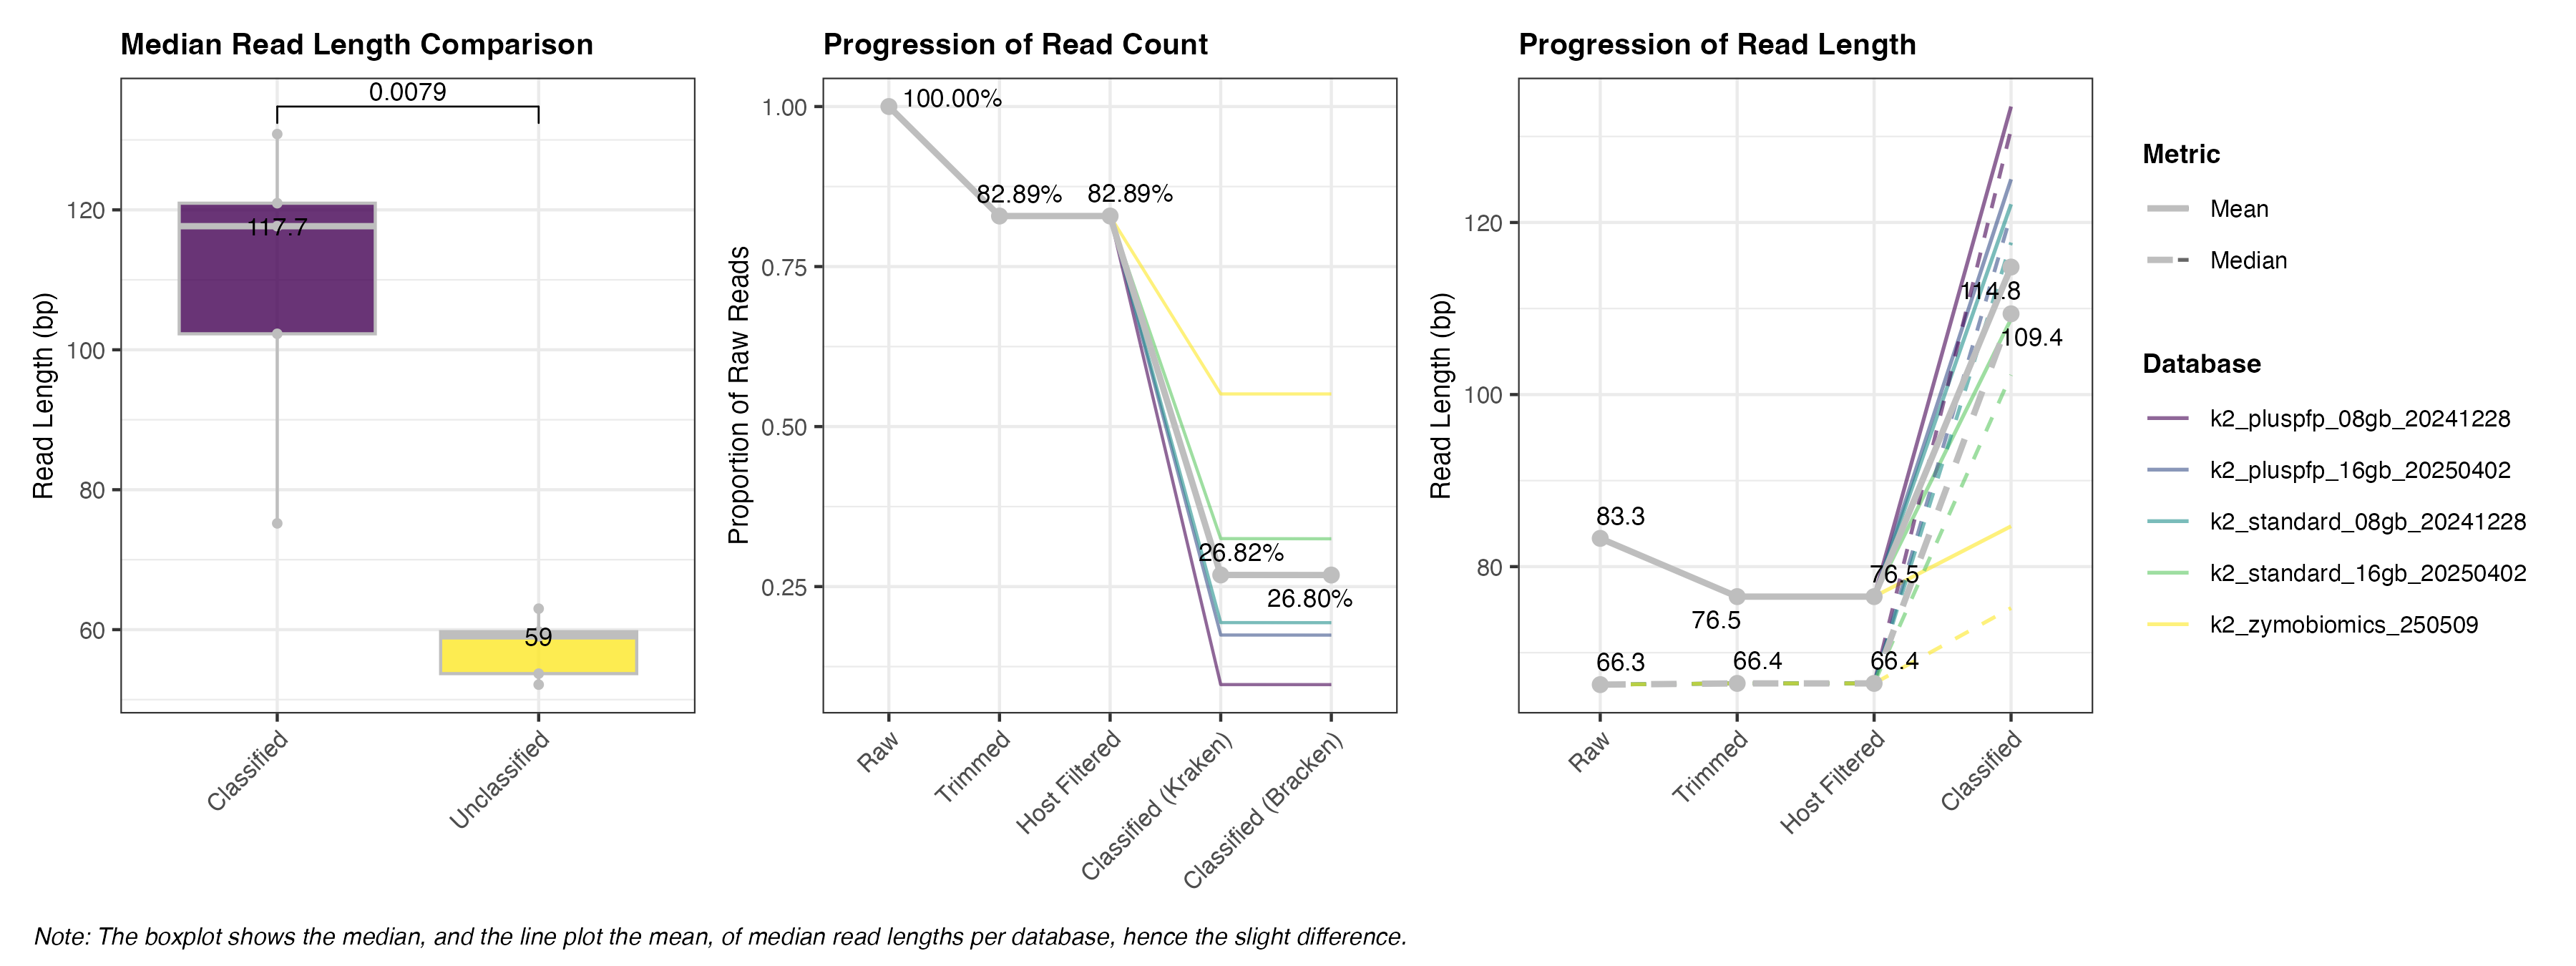 Median Read Length Comparison
Read Length (bp)
120
100
80
60
0.0079
117.7
59
Classified
Unclassified
Progression of Read Count
Proportion of Raw Reads
1.00
0.75
0.50
0.25
100.00%
82.89%
82.89%
26.82%
26.80%
Raw
Trimmed
Host Filtered
Classified (Kraken)
Classified (Bracken)
Progression of Read Length
Read Length (bp)
120
100
80
83.3
76.5
76.5
114.8
109.4
66.3
66.4
66.4
Raw
Trimmed
Host Filtered
Classified
Metric
Mean
Median
Database
k2_pluspfp_08gb_20241228
k2_pluspfp_16gb_20250402
k2_standard_08gb_20241228
k2_standard_16gb_20250402
k2_zymobiomics_250509
Note: The boxplot shows the median, and the line plot the mean, of median read lengths per database, hence the slight difference.